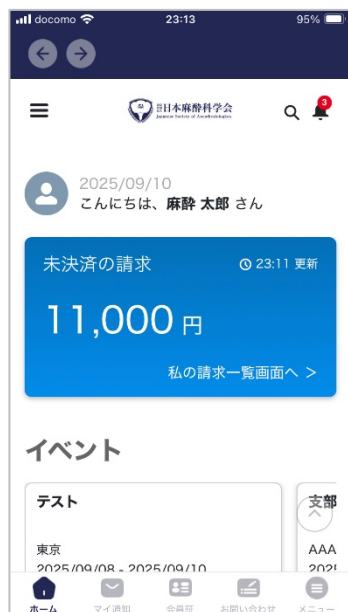 docomo 23:13 95%
日本麻酔科学会
3
2025/09/10
こんにちは、麻酔 太郎 さん
未決済の請求 23:11 更新
11,000 円
私の請求一覧画面へ >
イベント
テスト 支部
東京 AAA
2025/09/08 - 2025/09/10
ホーム マイ通知 会員証 お問い合わせ メニュー